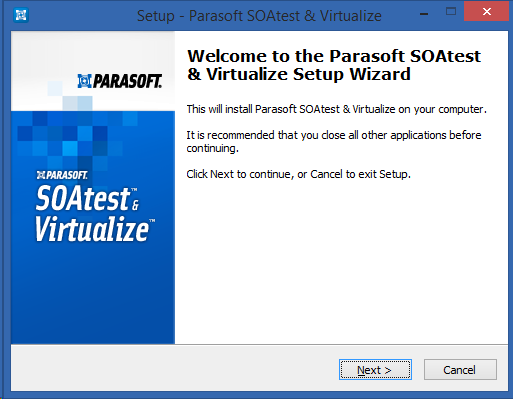 Setup - Parasoft SOAtest & Virtualize
PARASOFT.
Welcome to the Parasoft SOAtest
& Virtualize Setup Wizard
This will install Parasoft SOAtest & Virtualize on your computer.
It is recommended that you close all other applications before
continuing.
Click Next to continue, or Cancel to exit Setup.
PARASOFT.
SOAtest™ &
Virtualize™
Next >
Cancel